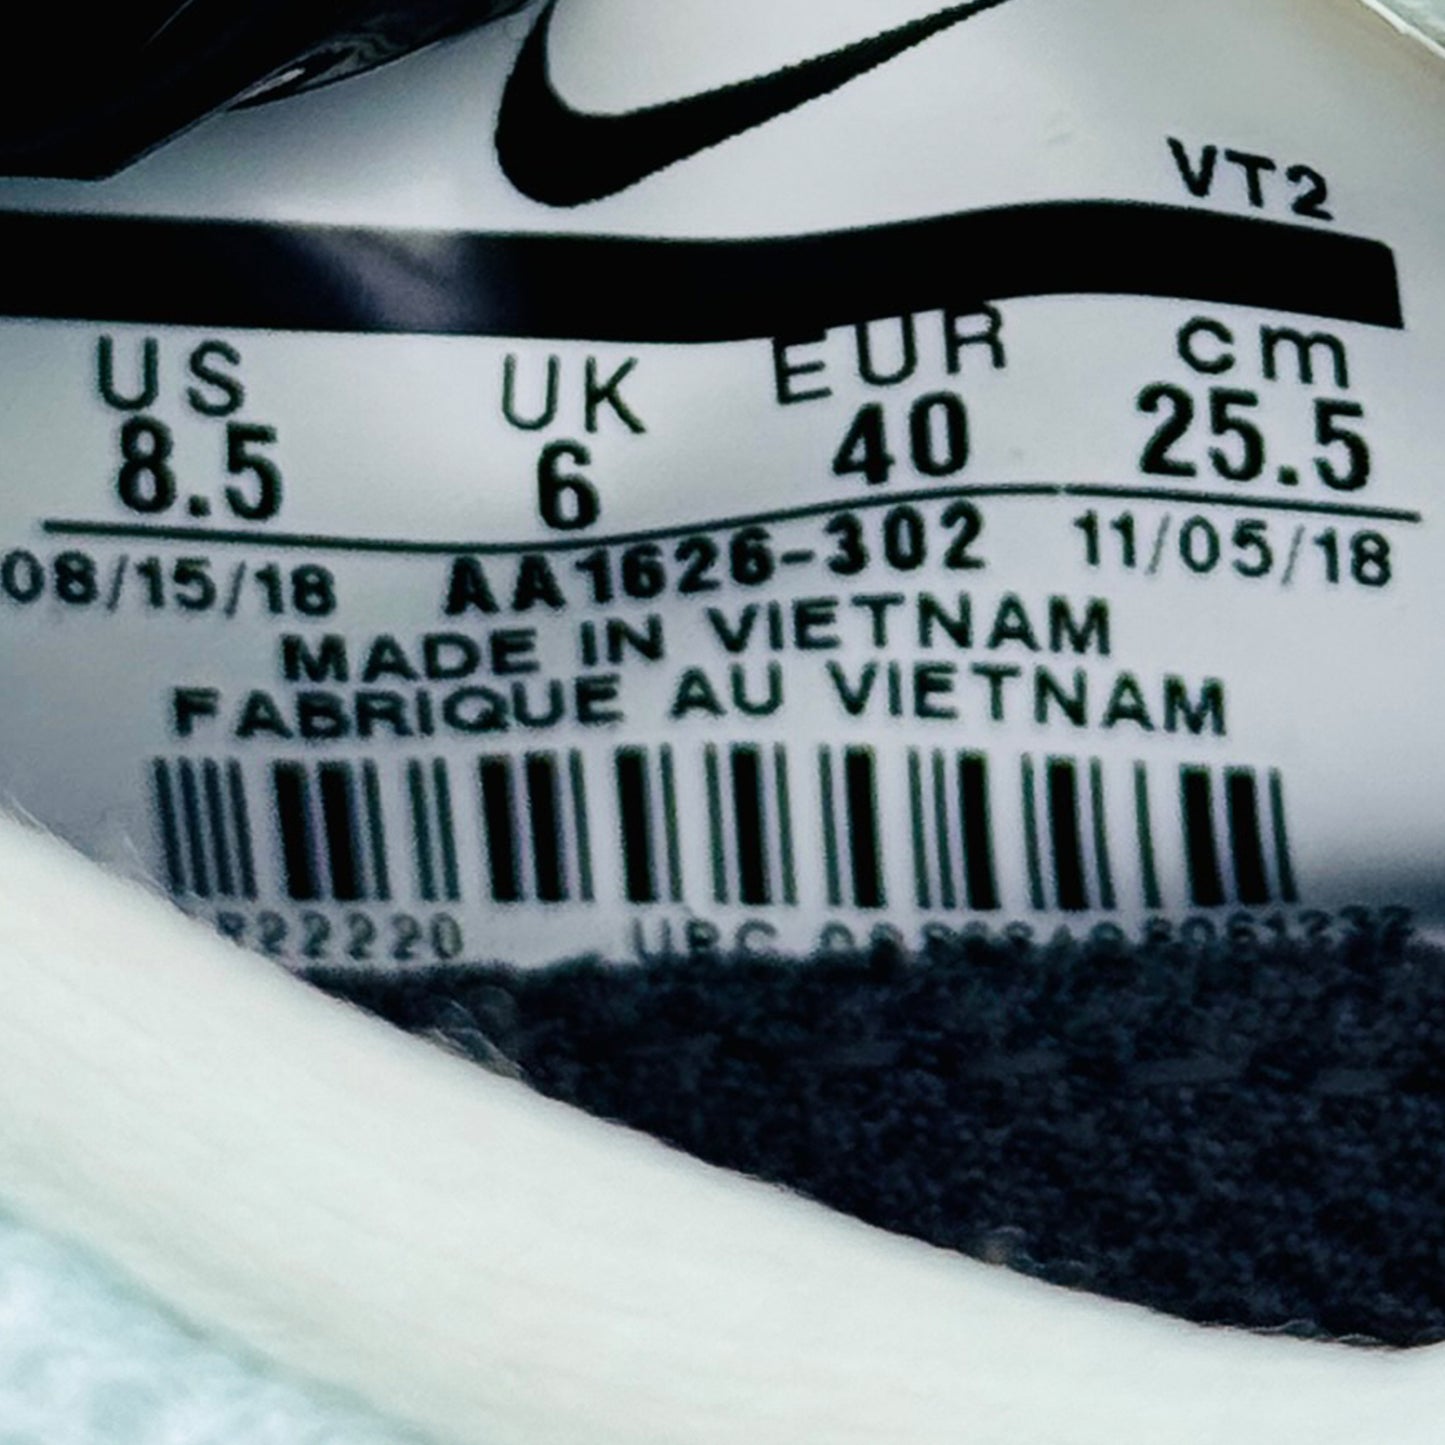 VT2
US UK EUR cm
8.5 6 40 25.5
08/15/18 AA1626-302 11/05/18
MADE IN VIETNAM
FABRIQUE AU VIETNAM
UPC